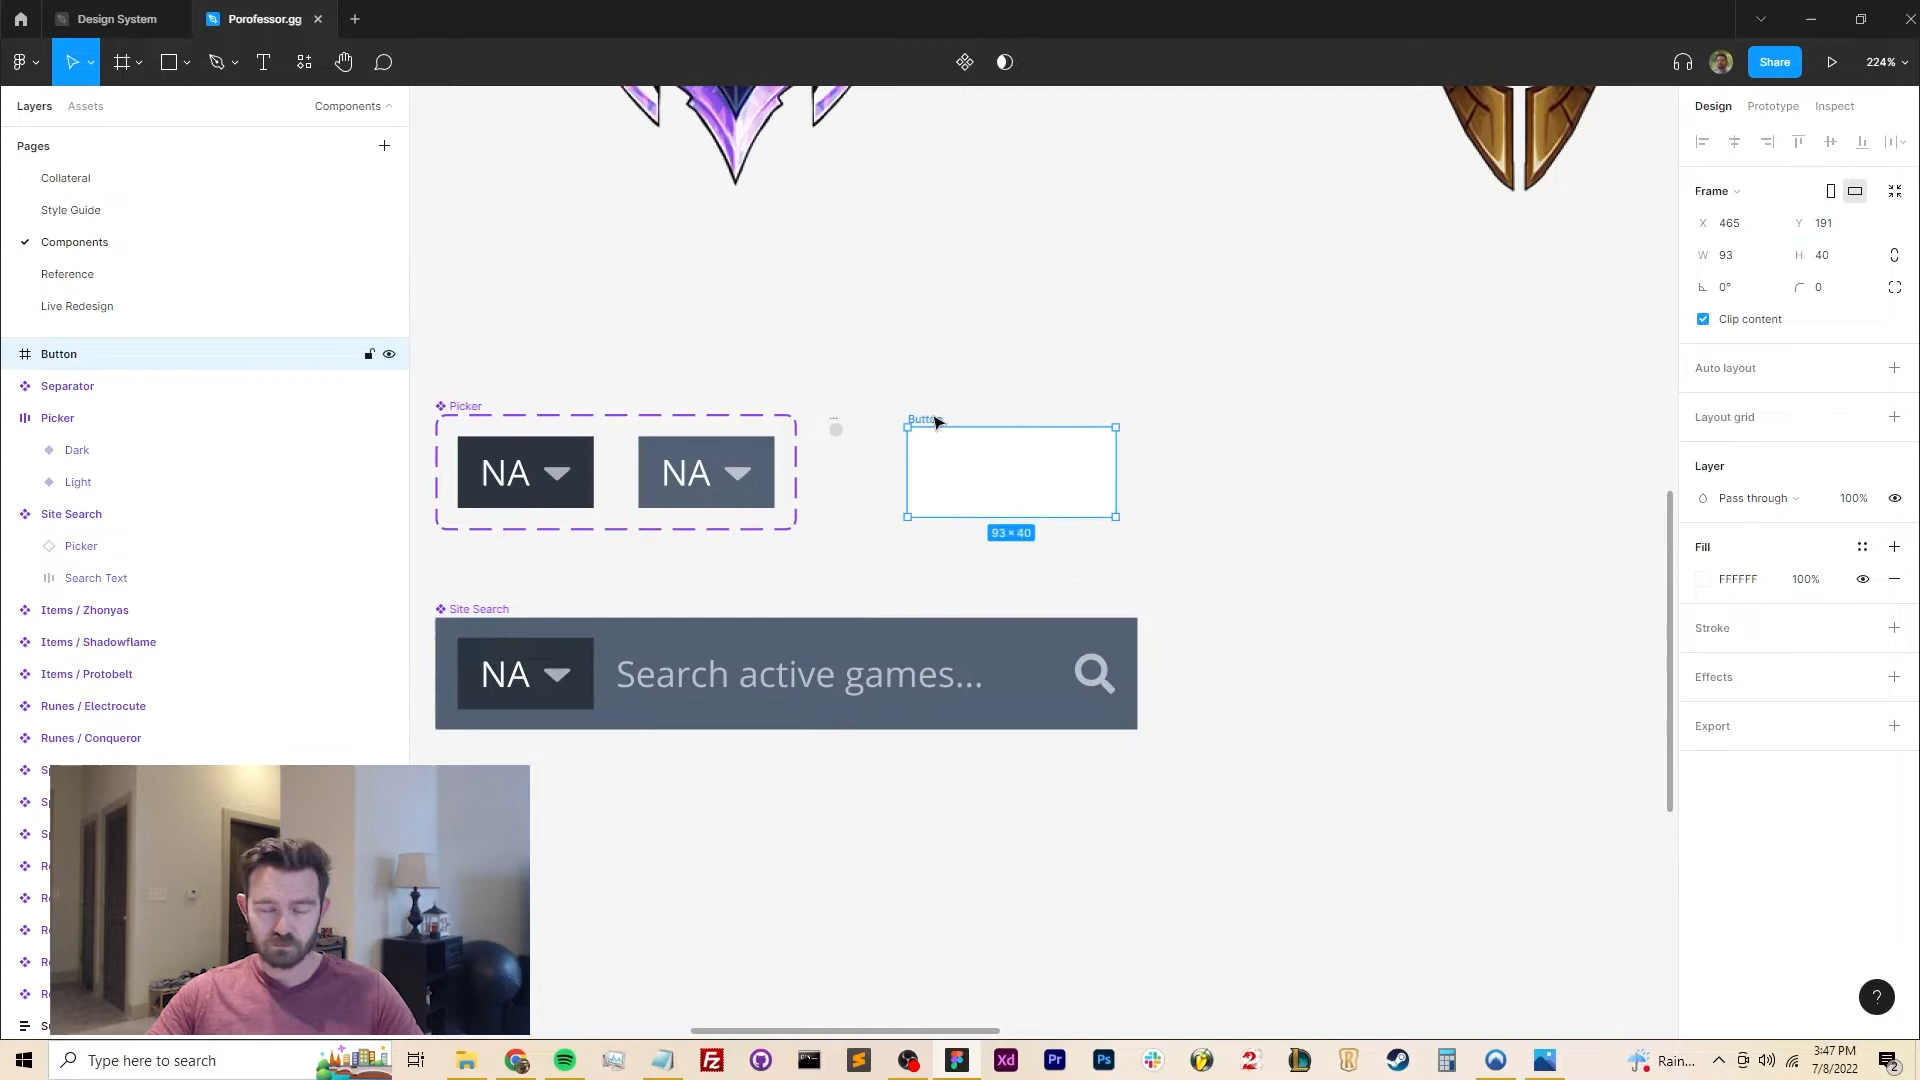 Design System
Porofessor.gg
Share
224%
Layers
Assets
Components
Pages
Collateral
Style Guide
Components
Reference
Live Redesign
Button
Separator
Picker
Dark
Light
Site Search
Picker
Search Text
Items / Zhonyas
Items / Shadowflame
Items / Protobelt
Runes / Electrocute
Runes / Conqueror
Picker
NA
NA
...
93 × 40
Site Search
NA
Search active games...
Design
Prototype
Inspect
Frame
X 465
Y 191
W 93
H 40
0°
0
Clip content
Auto layout
Layout grid
Layer
Pass through
100%
Fill
FFFFFF
100%
Stroke
Effects
Export
?
Type here to search
Xd
Pr
Ps
Rain...
3:47 PM
7/8/2022
2